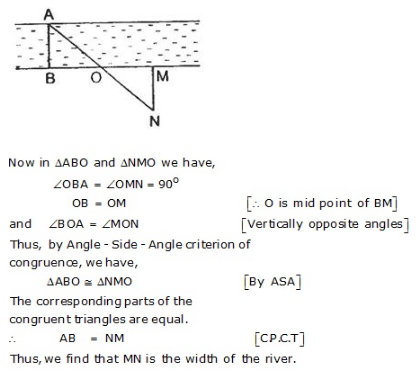 A
B O M
N
Now in ΔABO and ΔNMO we have,
∠OBA = ∠OMN = 90°
OB = OM [∴ O is mid point of BM]
and ∠BOA = ∠MON [Vertically opposite angles]
Thus, by Angle - Side - Angle criterion of
congruence, we have,
ΔABO ≅ ΔNMO [By ASA]
The corresponding parts of the
congruent triangles are equal.
∴ AB = NM [C.P.C.T]
Thus, we find that MN is the width of the river.